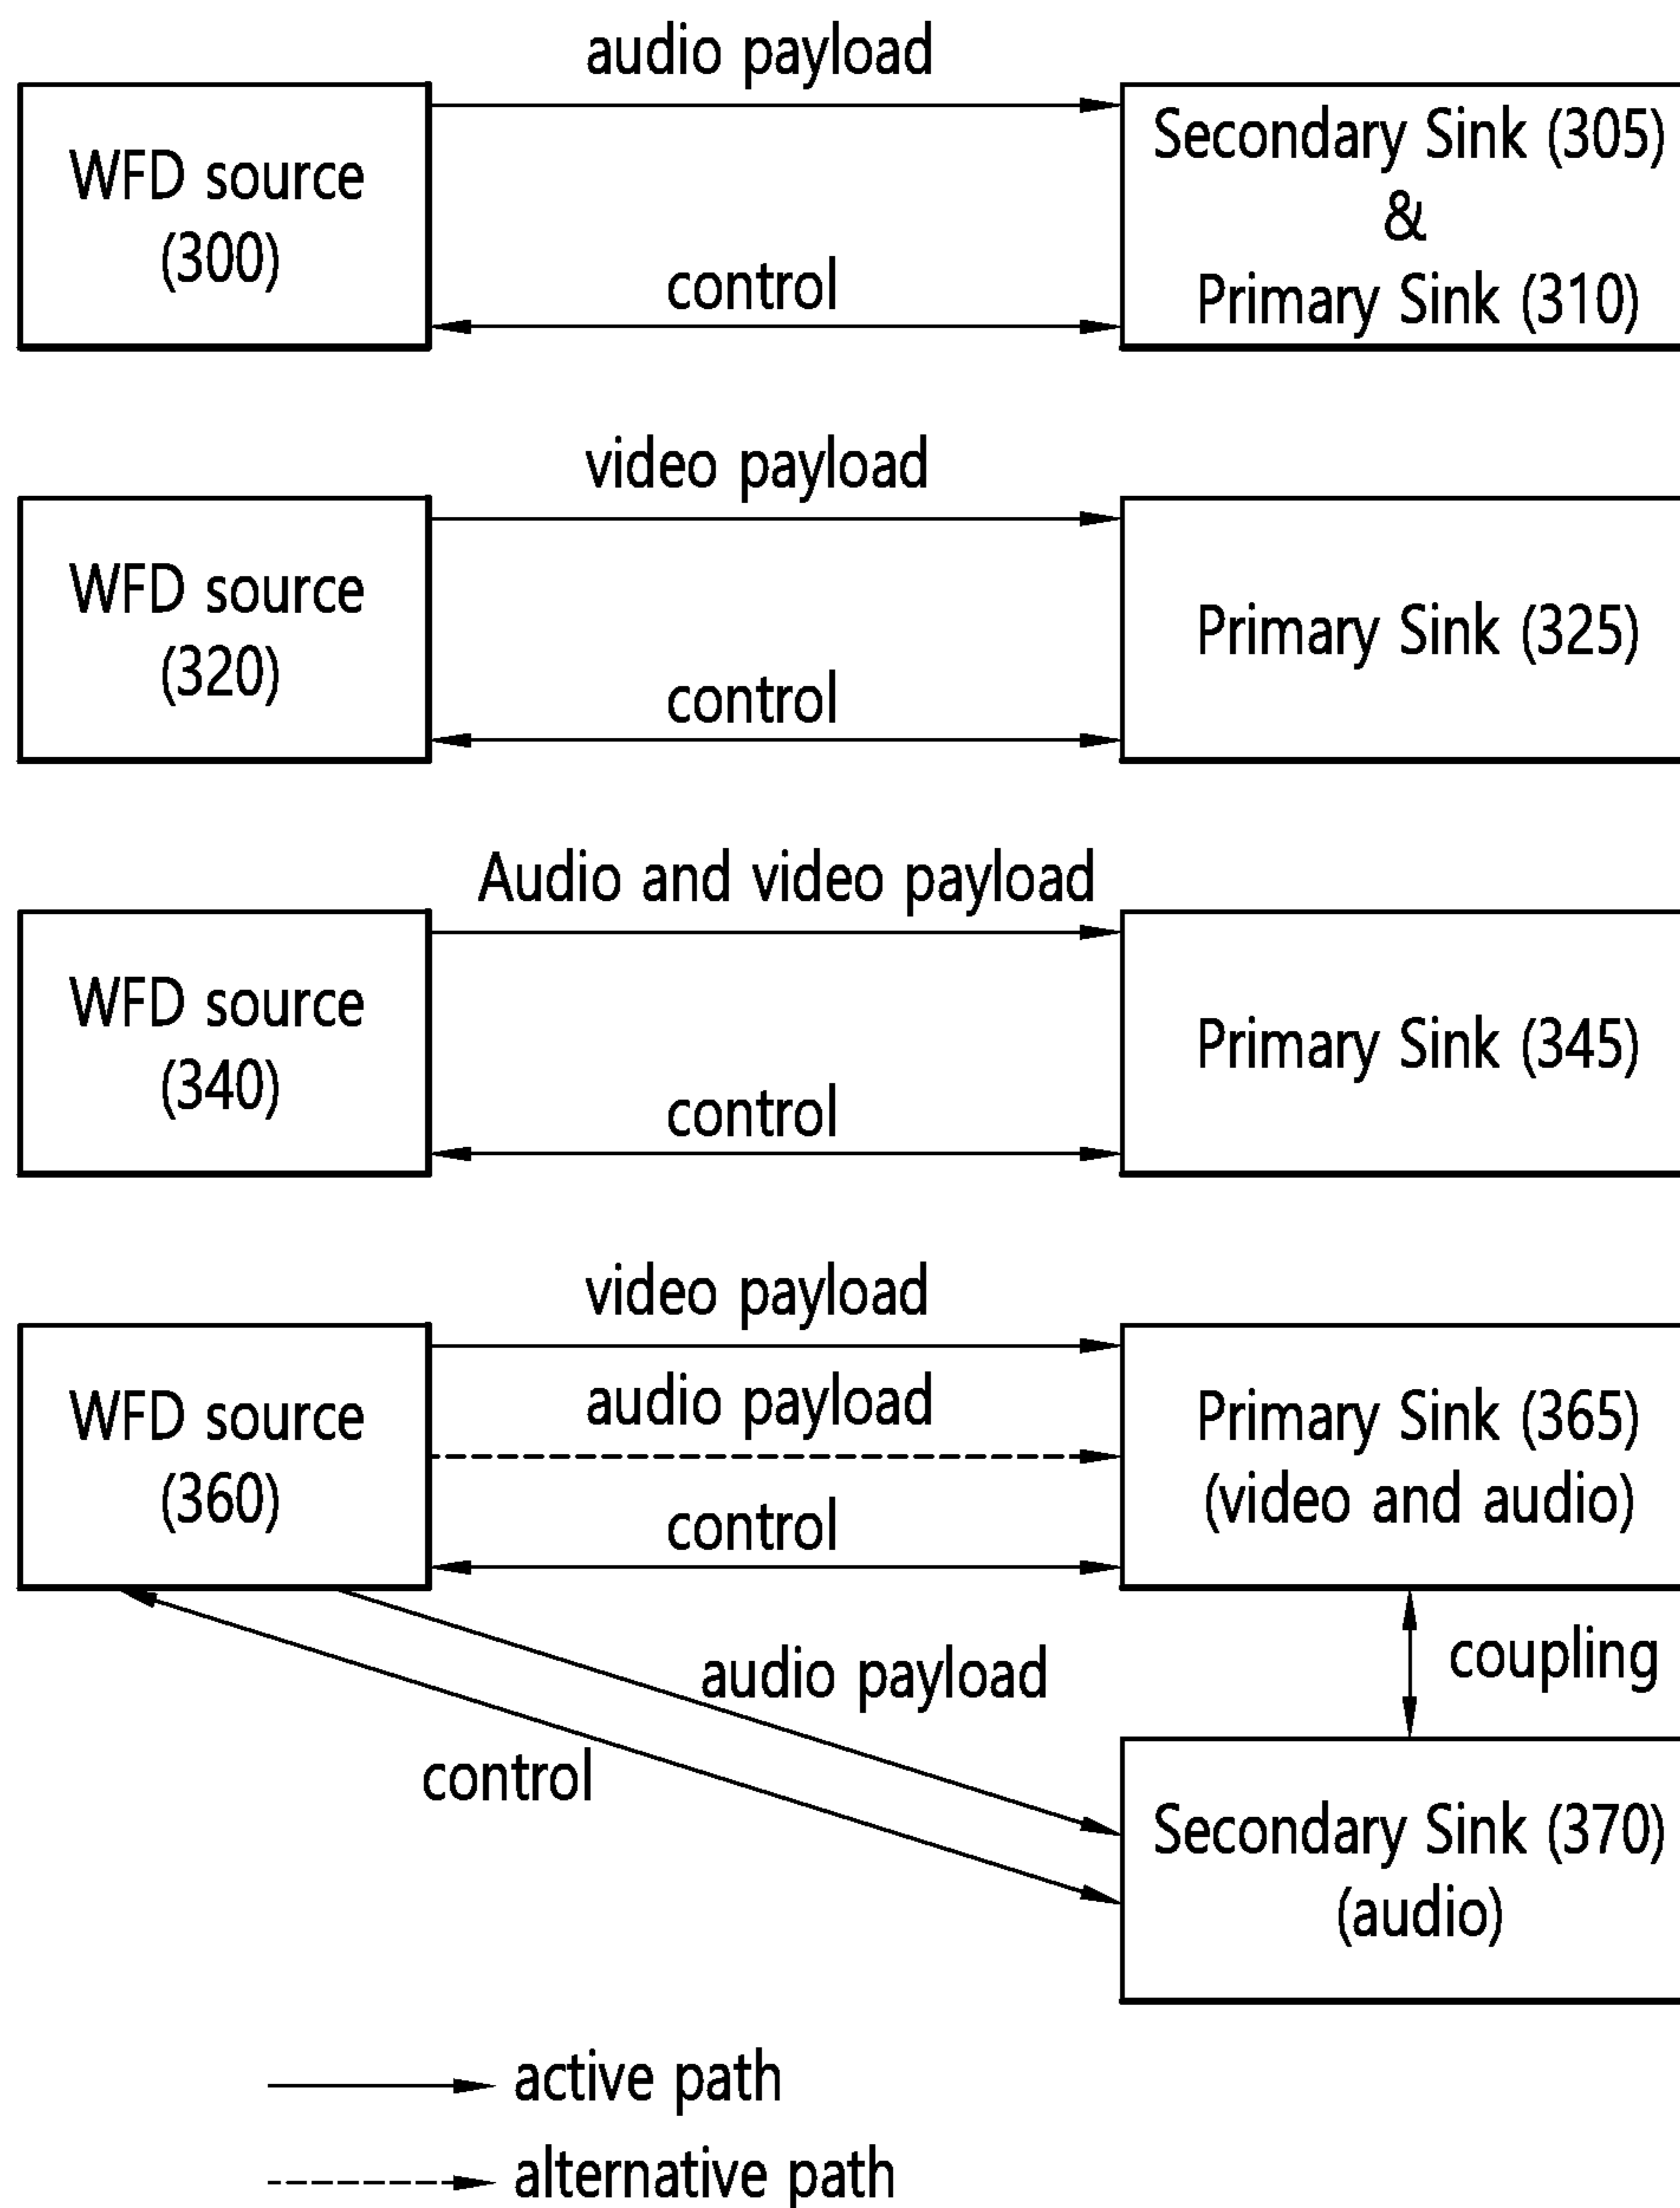 audio payload
WFD source
(300)
control
Secondary Sink (305)
&
Primary Sink (310)
video payload
WFD source
(320)
control
Primary Sink (325)
Audio and video payload
WFD source
(340)
control
Primary Sink (345)
video payload
WFD source
(360)
audio payload
control
Primary Sink (365)
(video and audio)
audio payload
control
coupling
Secondary Sink (370)
(audio)
active path
alternative path